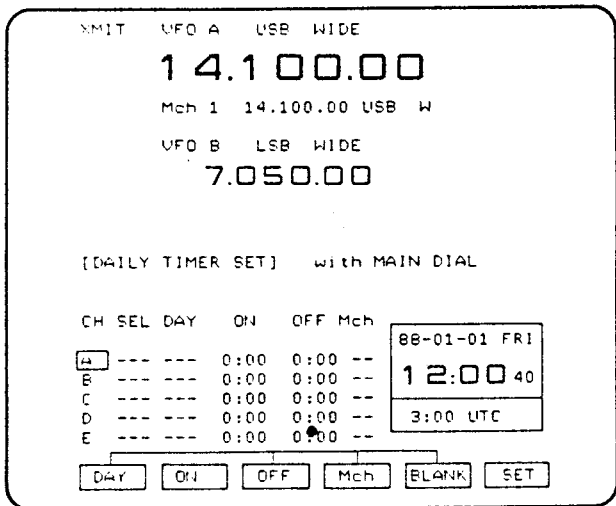 XMIT VFO A USB WIDE
14.100.00
Mch 1 14.100.00 USB W
VFO B LSB WIDE
7.050.00
[DAILY TIMER SET] with MAIN DIAL
CH SEL DAY ON OFF Mch
A --- --- 0:00 0:00 --
B --- --- 0:00 0:00 --
C --- --- 0:00 0:00 --
D --- --- 0:00 0:00 --
E --- --- 0:00 0:00 --
88-01-01 FRI
12:00 40
3:00 UTC
DAY ON OFF Mch BLANK SET